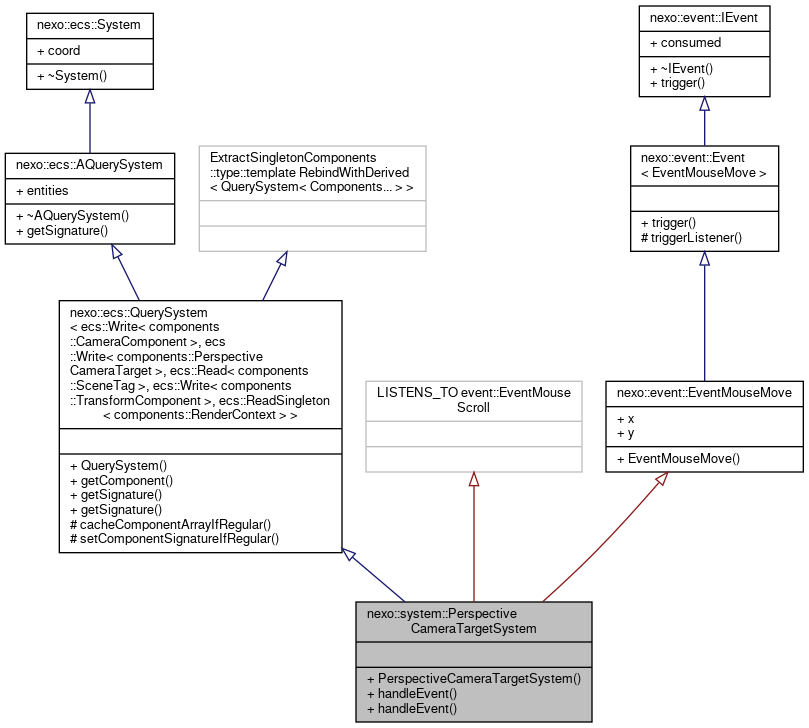 nexo::ecs::System
+ coord
+ ~System()
nexo::event::IEvent
+ consumed
+ ~IEvent()
+ trigger()
nexo::ecs::AQuerySystem
+ entities
+ ~AQuerySystem()
+ getSignature()
ExtractSingletonComponents
::type::template RebindWithDerived
< QuerySystem< Components... > >
nexo::event::Event
< EventMouseMove >
+ trigger()
# triggerListener()
nexo::ecs::QuerySystem
< ecs::Write< components
::CameraComponent >, ecs
::Write< components::Perspective
CameraTarget >, ecs::Read< components
::SceneTag >, ecs::Write< components
::TransformComponent >, ecs::ReadSingleton
< components::RenderContext > >
+ QuerySystem()
+ getComponent()
+ getSignature()
+ getSignature()
# cacheComponentArrayIfRegular()
# setComponentSignatureIfRegular()
LISTENS_TO event::EventMouse
Scroll
nexo::event::EventMouseMove
+ x
+ y
+ EventMouseMove()
nexo::system::Perspective
CameraTargetSystem
+ PerspectiveCameraTargetSystem()
+ handleEvent()
+ handleEvent()